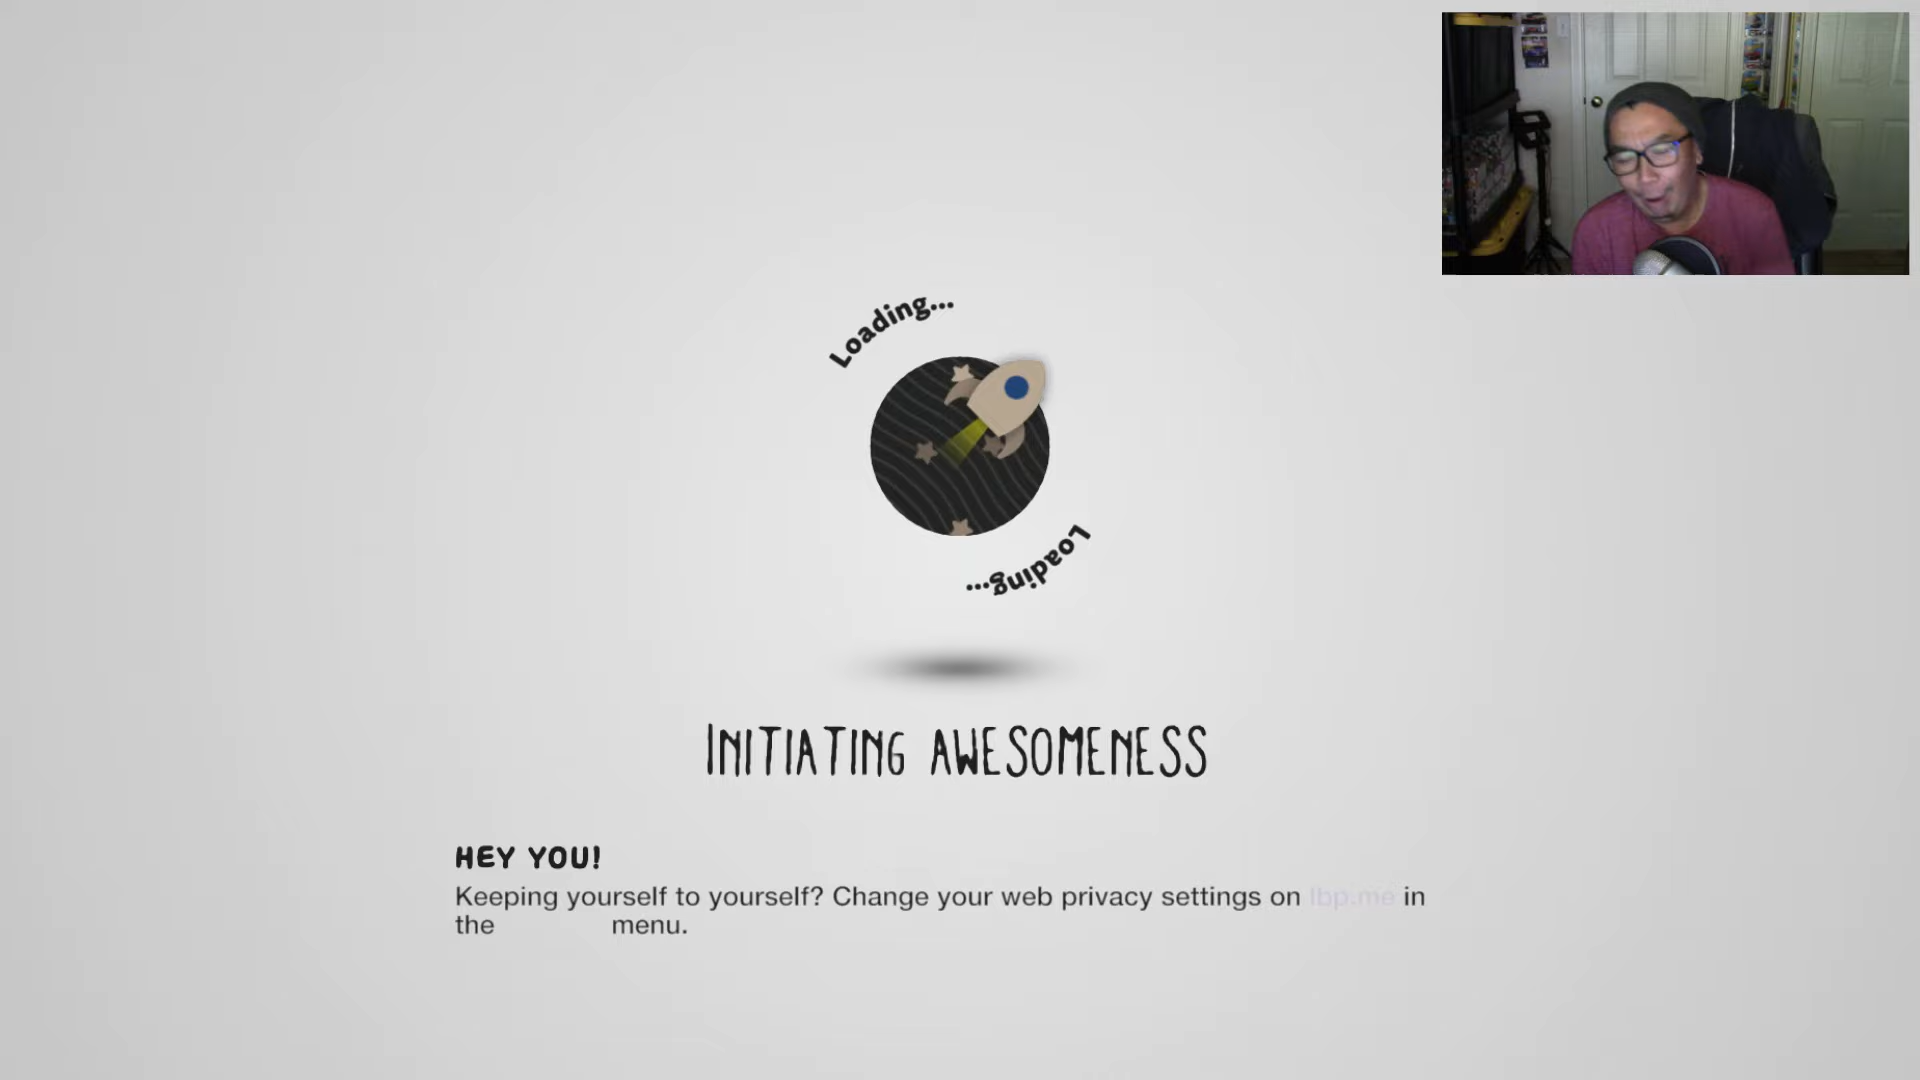 Loading...
Loading...
INITIATING AWESOMENESS
HEY YOU!
Keeping yourself to yourself? Change your web privacy settings on lbp.me in
the menu.